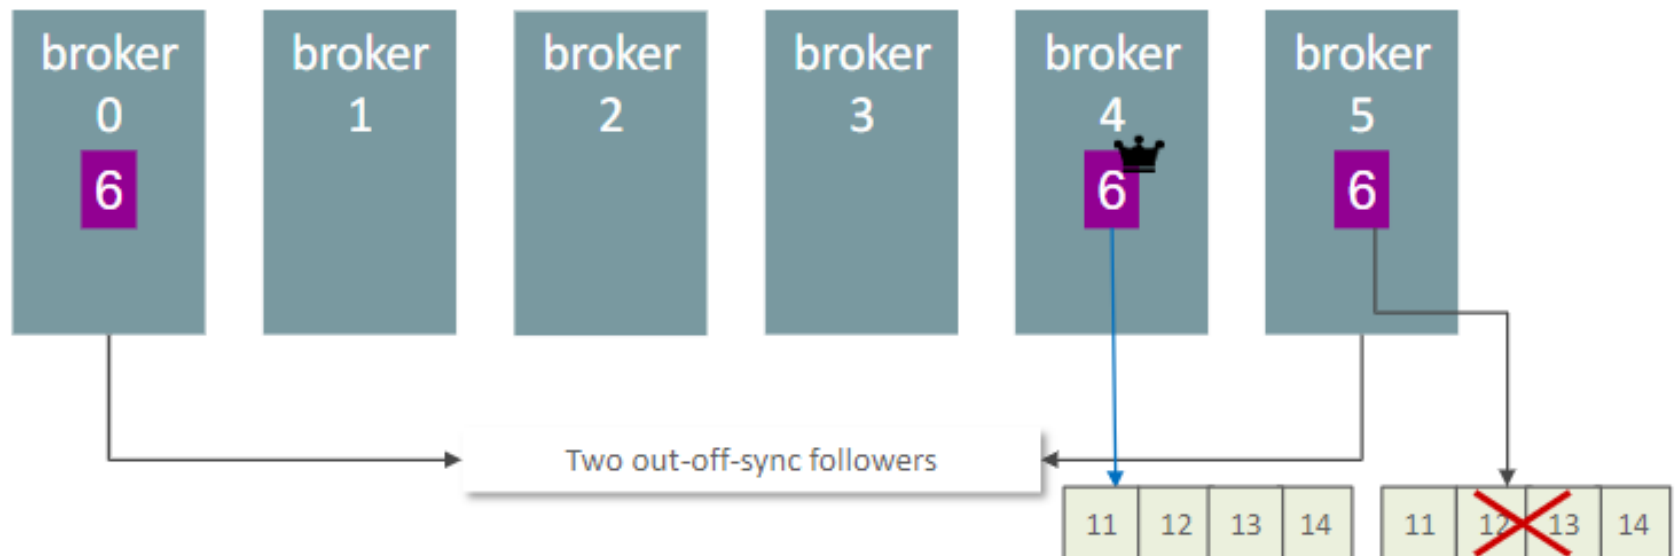 broker broker broker broker broker broker
0 1 2 3 4 5
6 6 6
Two out-off-sync followers
11 12 13 14 11 12 13 14